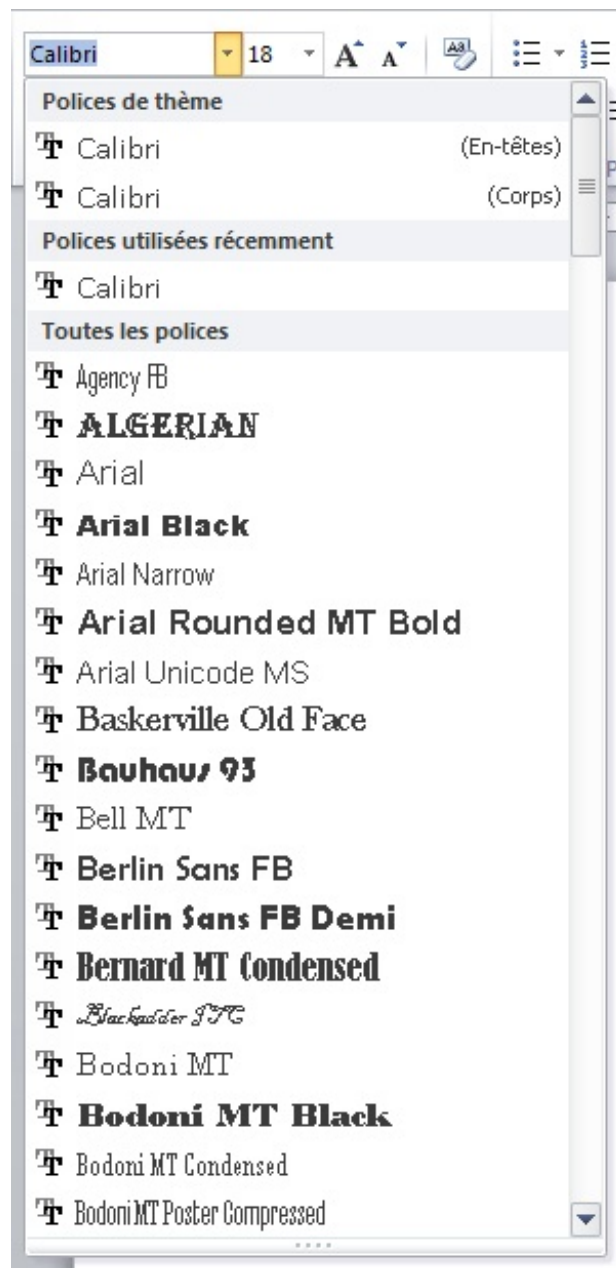 Calibri 18
Polices de thème
Calibri (En-têtes)
Calibri (Corps)
Polices utilisées récemment
Calibri
Toutes les polices
Agency FB
ALGERIAN
Arial
Arial Black
Arial Narrow
Arial Rounded MT Bold
Arial Unicode MS
Baskerville Old Face
Bauhaus 93
Bell MT
Berlin Sans FB
Berlin Sans FB Demi
Bernard MT Condensed
Blackadder ITC
Bodoni MT
Bodoni MT Black
Bodoni MT Condensed
Bodoni MT Poster Compressed